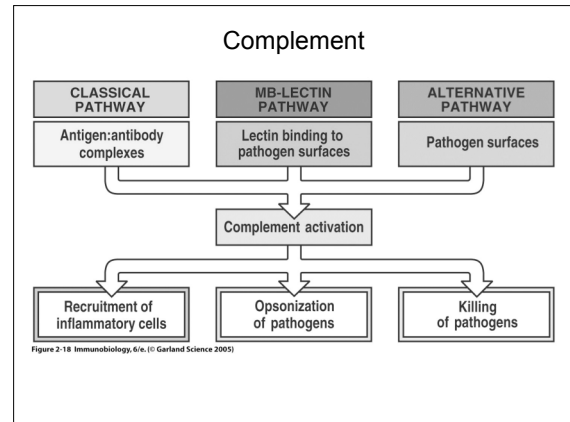 Complement
CLASSICAL
PATHWAY
Antigen:antibody
complexes
MB-LECTIN
PATHWAY
Lectin binding to
pathogen surfaces
ALTERNATIVE
PATHWAY
Pathogen surfaces
Complement activation
Recruitment of
inflammatory cells
Opsonization
of pathogens
Killing
of pathogens
Figure 2-18 Immunobiology, 6/e. (© Garland Science 2005)